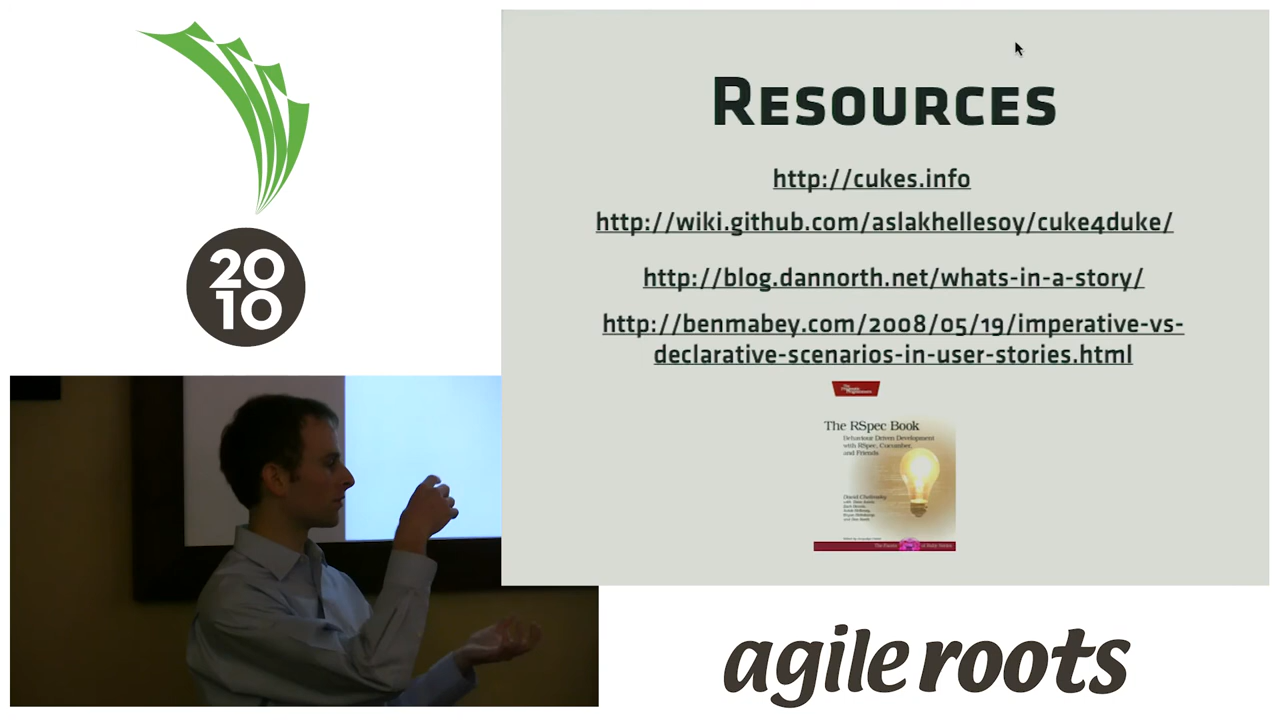 20
10
Resources
http://cukes.info
http://wiki.github.com/aslakhellesoy/cuke4duke/
http://blog.dannorth.net/whats-in-a-story/
http://benmabey.com/2008/05/19/imperative-vs-
declarative-scenarios-in-user-stories.html
The RSpec Book
Behaviour Driven Development
with RSpec, Cucumber,
and Friends
David Chelimsky
agile roots